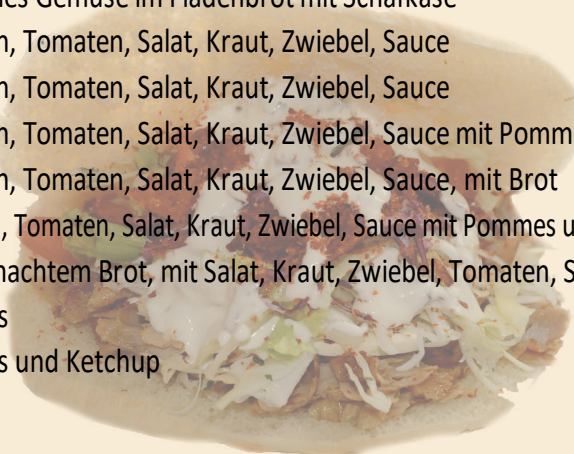 es Gemüse im Fladenbrot mit Schafkäse
n, Tomaten, Salat, Kraut, Zwiebel, Sauce
n, Tomaten, Salat, Kraut, Zwiebel, Sauce
n, Tomaten, Salat, Kraut, Zwiebel, Sauce mit Pomm
n, Tomaten, Salat, Kraut, Zwiebel, Sauce, mit Brot
, Tomaten, Salat, Kraut, Zwiebel, Sauce mit Pommes u
nachtem Brot, mit Salat, Kraut, Zwiebel, Tomaten, S
s
s und Ketchup